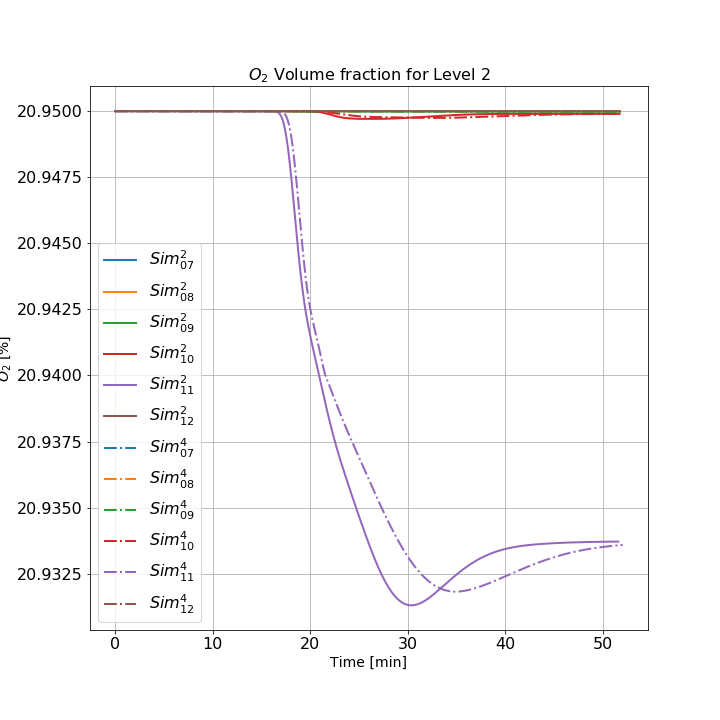 O₂ Volume fraction for Level 2
20.9500
20.9475
20.9450
20.9425
20.9400
20.9375
20.9350
20.9325
O₂ [%]
Sim²₀₇
Sim²₀₈
Sim²₀₉
Sim²₁₀
Sim²₁₁
Sim²₁₂
Sim⁴₀₇
Sim⁴₀₈
Sim⁴₀₉
Sim⁴₁₀
Sim⁴₁₁
Sim⁴₁₂
0 10 20 30 40 50
Time [min]